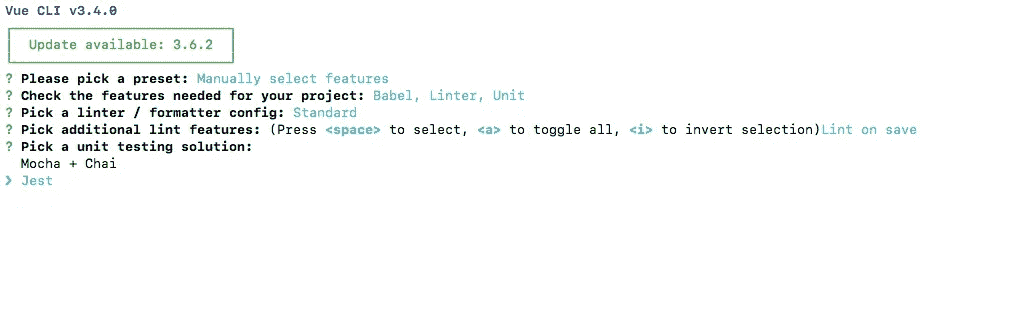 Vue CLI v3.4.0
Update available: 3.6.2
? Please pick a preset: Manually select features
? Check the features needed for your project: Babel, Linter, Unit
? Pick a linter / formatter config: Standard
? Pick additional lint features: (Press <space> to select, <a> to toggle all, <i> to invert selection)Lint on save
? Pick a unit testing solution:
Mocha + Chai
❯ Jest